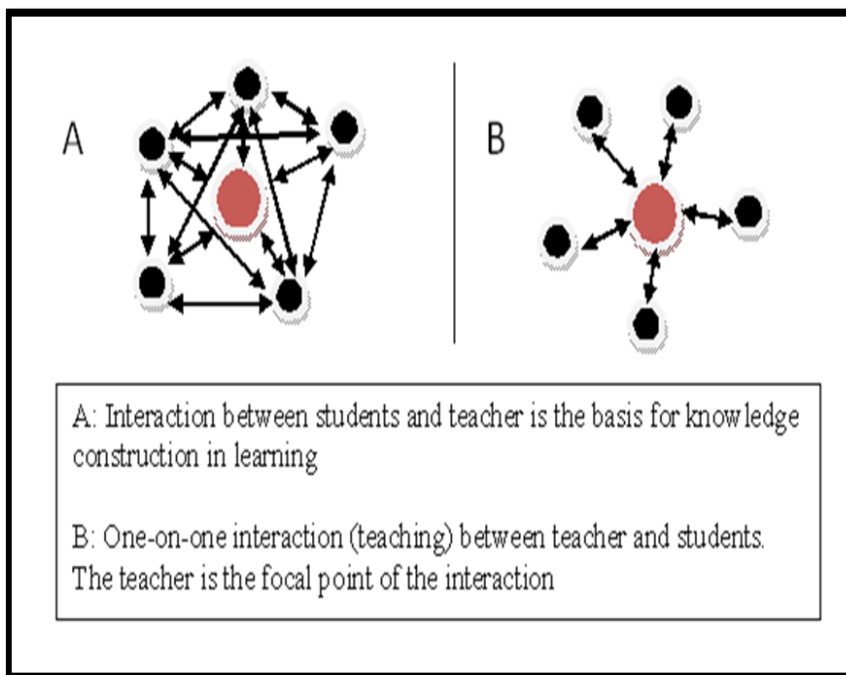 A
B
A: Interaction between students and teacher is the basis for knowledge
construction in learning
B: One-on-one interaction (teaching) between teacher and students.
The teacher is the focal point of the interaction